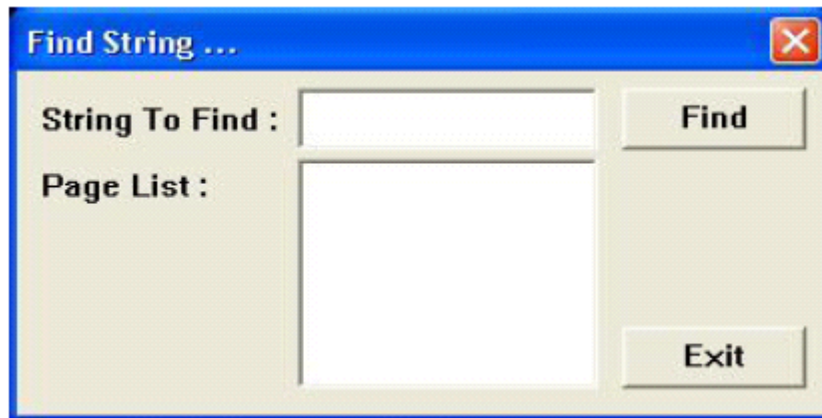 Find String ...
String To Find : Find
Page List :
Exit